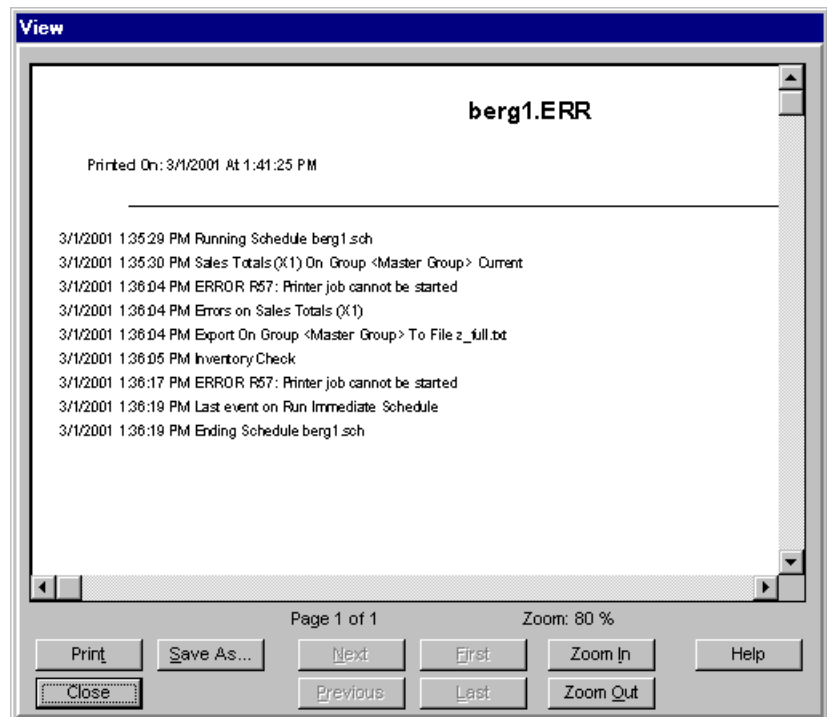 View
berg1.ERR
Printed On: 3/1/2001 At 1:41:25 PM
3/1/2001 1:35:29 PM Running Schedule berg1.sch
3/1/2001 1:35:30 PM Sales Totals (X1) On Group <Master Group> Current
3/1/2001 1:36:04 PM ERROR R57: Printer job cannot be started
3/1/2001 1:36:04 PM Errors on Sales Totals (X1)
3/1/2001 1:36:04 PM Export On Group <Master Group> To File z_full.txt
3/1/2001 1:36:05 PM Inventory Check
3/1/2001 1:36:17 PM ERROR R57: Printer job cannot be started
3/1/2001 1:36:19 PM Last event on Run Immediate Schedule
3/1/2001 1:36:19 PM Ending Schedule berg1.sch
Page 1 of 1 Zoom: 80 %
Print Save As... Next First Zoom In Help
Close Previous Last Zoom Out